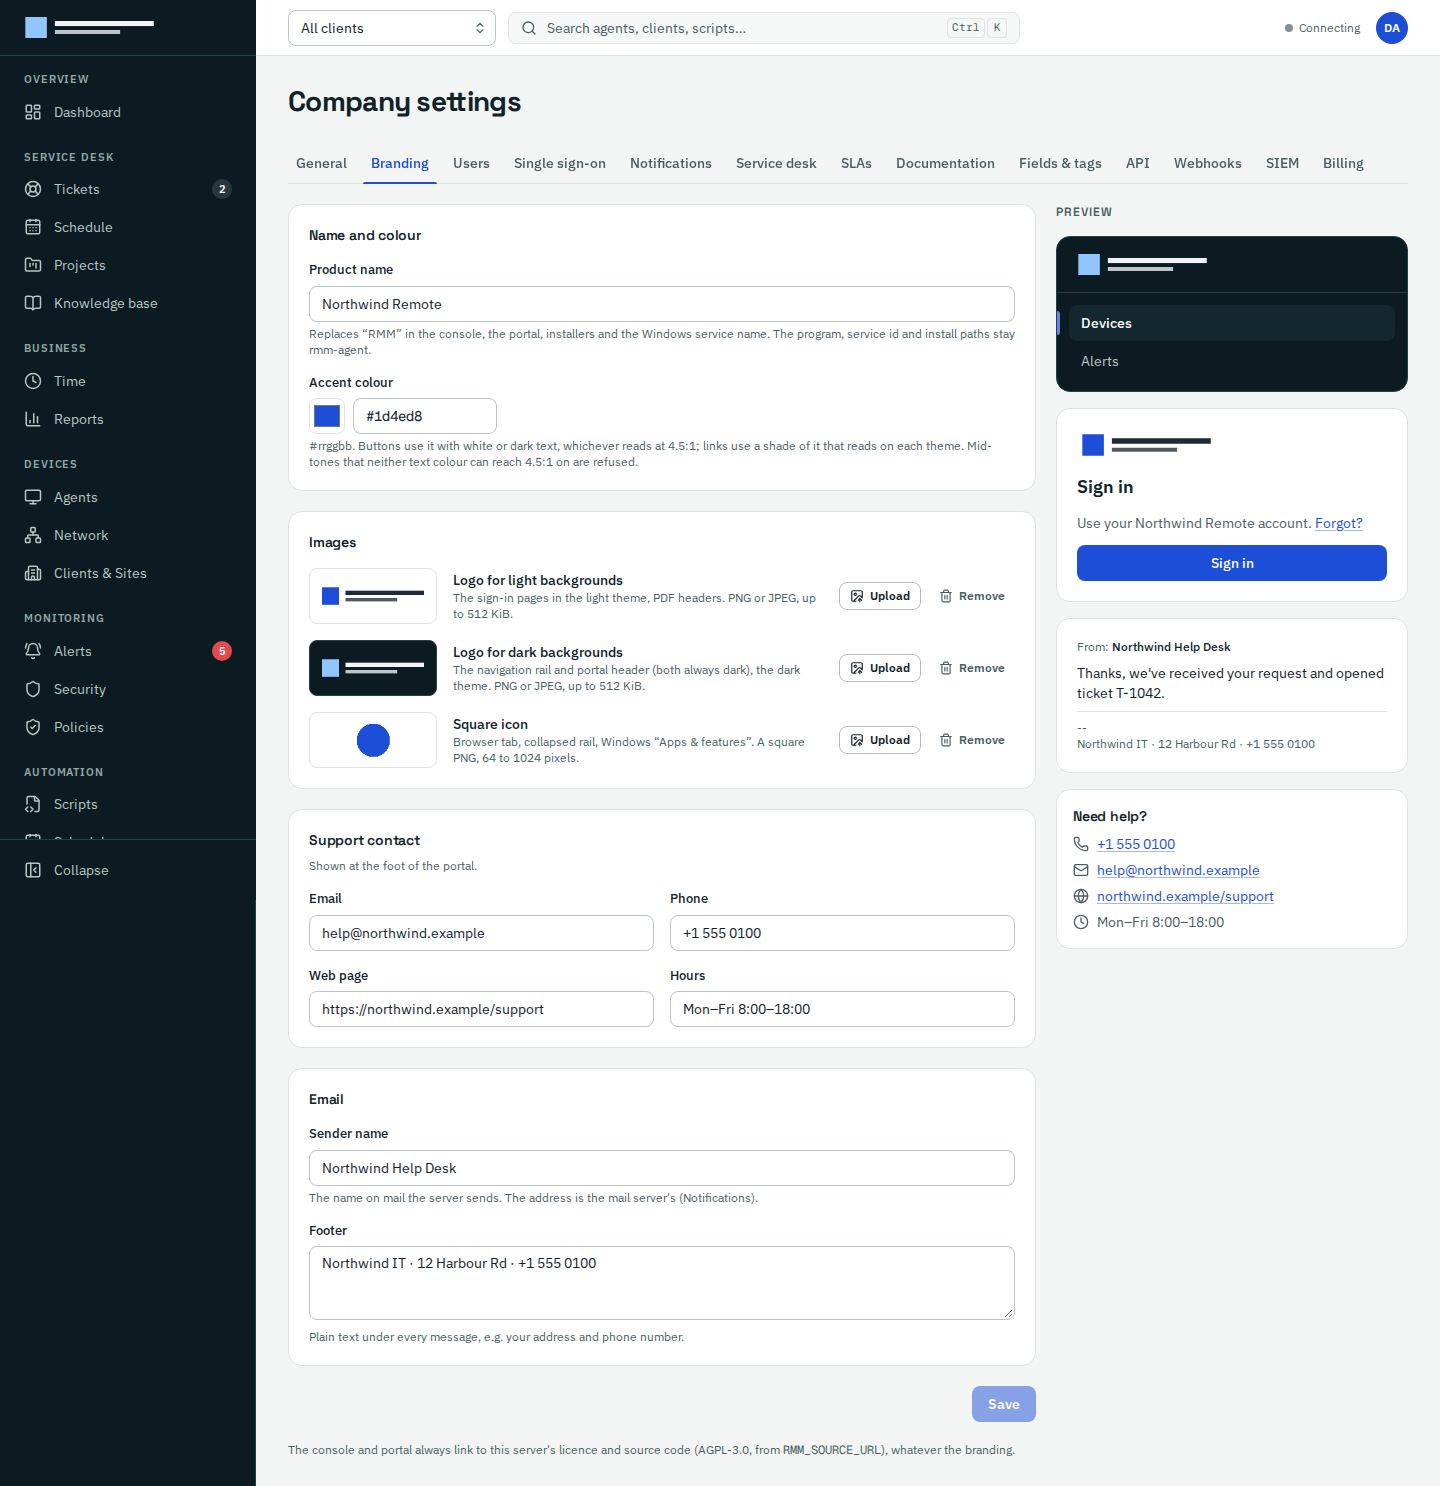 All clients
Search agents, clients, scripts...
Ctrl K
Connecting
DA
OVERVIEW
Dashboard
SERVICE DESK
Tickets 2
Schedule
Projects
Knowledge base
BUSINESS
Time
Reports
DEVICES
Agents
Network
Clients & Sites
MONITORING
Alerts 5
Security
Policies
AUTOMATION
Scripts
Collapse
Company settings
General Branding Users Single sign-on Notifications Service desk SLAs Documentation Fields & tags API Webhooks SIEM Billing
Name and colour
Product name
Northwind Remote
Replaces “RMM” in the console, the portal, installers and the Windows service name. The program, service id and install paths stay
rmm-agent.
Accent colour
#1d4ed8
#rrggbb. Buttons use it with white or dark text, whichever reads at 4.5:1; links use a shade of it that reads on each theme. Mid-
tones that neither text colour can reach 4.5:1 on are refused.
Images
Logo for light backgrounds
The sign-in pages in the light theme, PDF headers. PNG or JPEG, up
to 512 KiB.
Upload Remove
Logo for dark backgrounds
The navigation rail and portal header (both always dark), the dark
theme. PNG or JPEG, up to 512 KiB.
Upload Remove
Square icon
Browser tab, collapsed rail, Windows “Apps & features”. A square
PNG, 64 to 1024 pixels.
Upload Remove
Support contact
Shown at the foot of the portal.
Email
help@northwind.example
Phone
+1 555 0100
Web page
https://northwind.example/support
Hours
Mon–Fri 8:00–18:00
Email
Sender name
Northwind Help Desk
The name on mail the server sends. The address is the mail server's (Notifications).
Footer
Northwind IT · 12 Harbour Rd · +1 555 0100
Plain text under every message, e.g. your address and phone number.
Save
The console and portal always link to this server's licence and source code (AGPL-3.0, from RMM_SOURCE_URL), whatever the branding.
PREVIEW
Devices
Alerts
Sign in
Use your Northwind Remote account. Forgot?
Sign in
From: Northwind Help Desk
Thanks, we've received your request and opened
ticket T-1042.
--
Northwind IT · 12 Harbour Rd · +1 555 0100
Need help?
+1 555 0100
help@northwind.example
northwind.example/support
Mon–Fri 8:00–18:00